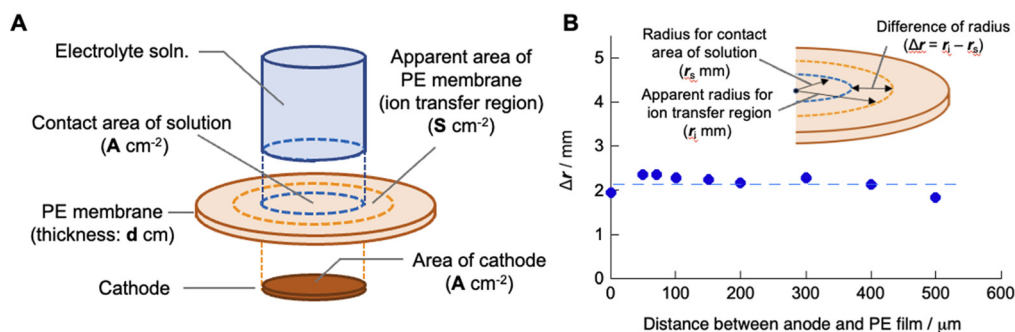 A
Electrolyte soln.
Apparent area of
PE membrane
(ion transfer region)
(S cm-2)
Contact area of solution
(A cm-2)
PE membrane
(thickness: d cm)
Area of cathode
(A cm-2)
Cathode
B
Radius for contact
area of solution
(rs mm)
Apparent radius for
ion transfer region
(ri mm)
Difference of radius
(Δr = ri – rs)
Δr / mm
5
4
3
2
1
0
0 100 200 300 400 500 600
Distance between anode and PE film / μm